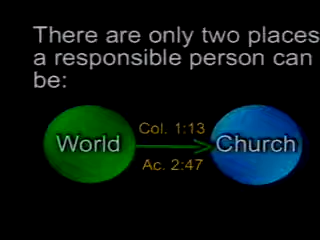 There are only two places
a responsible person can
be:
World
Col. 1:13
Church
Ac. 2:47